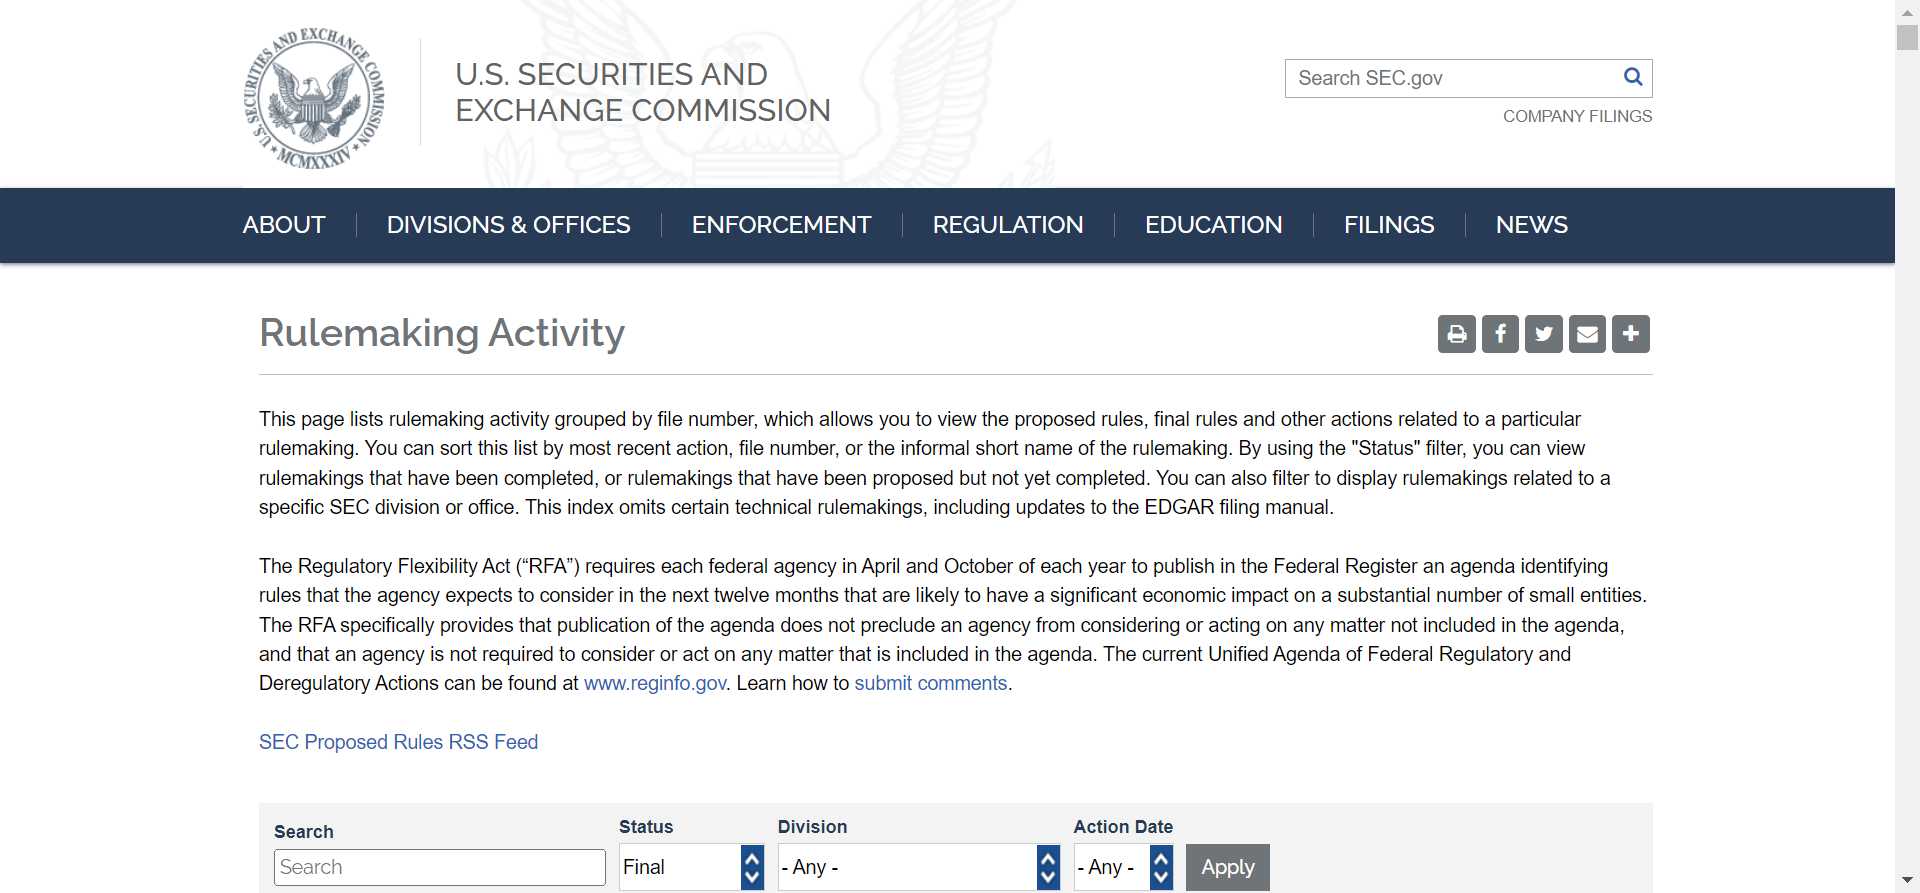 U.S. SECURITIES AND EXCHANGE COMMISSION
MCMXXXIV
U.S. SECURITIES AND
EXCHANGE COMMISSION
Search SEC.gov
COMPANY FILINGS
ABOUT
DIVISIONS & OFFICES
ENFORCEMENT
REGULATION
EDUCATION
FILINGS
NEWS
Rulemaking Activity
This page lists rulemaking activity grouped by file number, which allows you to view the proposed rules, final rules and other actions related to a particular
rulemaking. You can sort this list by most recent action, file number, or the informal short name of the rulemaking. By using the "Status" filter, you can view
rulemakings that have been completed, or rulemakings that have been proposed but not yet completed. You can also filter to display rulemakings related to a
specific SEC division or office. This index omits certain technical rulemakings, including updates to the EDGAR filing manual.
The Regulatory Flexibility Act (“RFA”) requires each federal agency in April and October of each year to publish in the Federal Register an agenda identifying
rules that the agency expects to consider in the next twelve months that are likely to have a significant economic impact on a substantial number of small entities.
The RFA specifically provides that publication of the agenda does not preclude an agency from considering or acting on any matter not included in the agenda,
and that an agency is not required to consider or act on any matter that is included in the agenda. The current Unified Agenda of Federal Regulatory and
Deregulatory Actions can be found at www.reginfo.gov. Learn how to submit comments.
SEC Proposed Rules RSS Feed
Search
Status
Division
Action Date
Search
Final
- Any -
- Any -
Apply